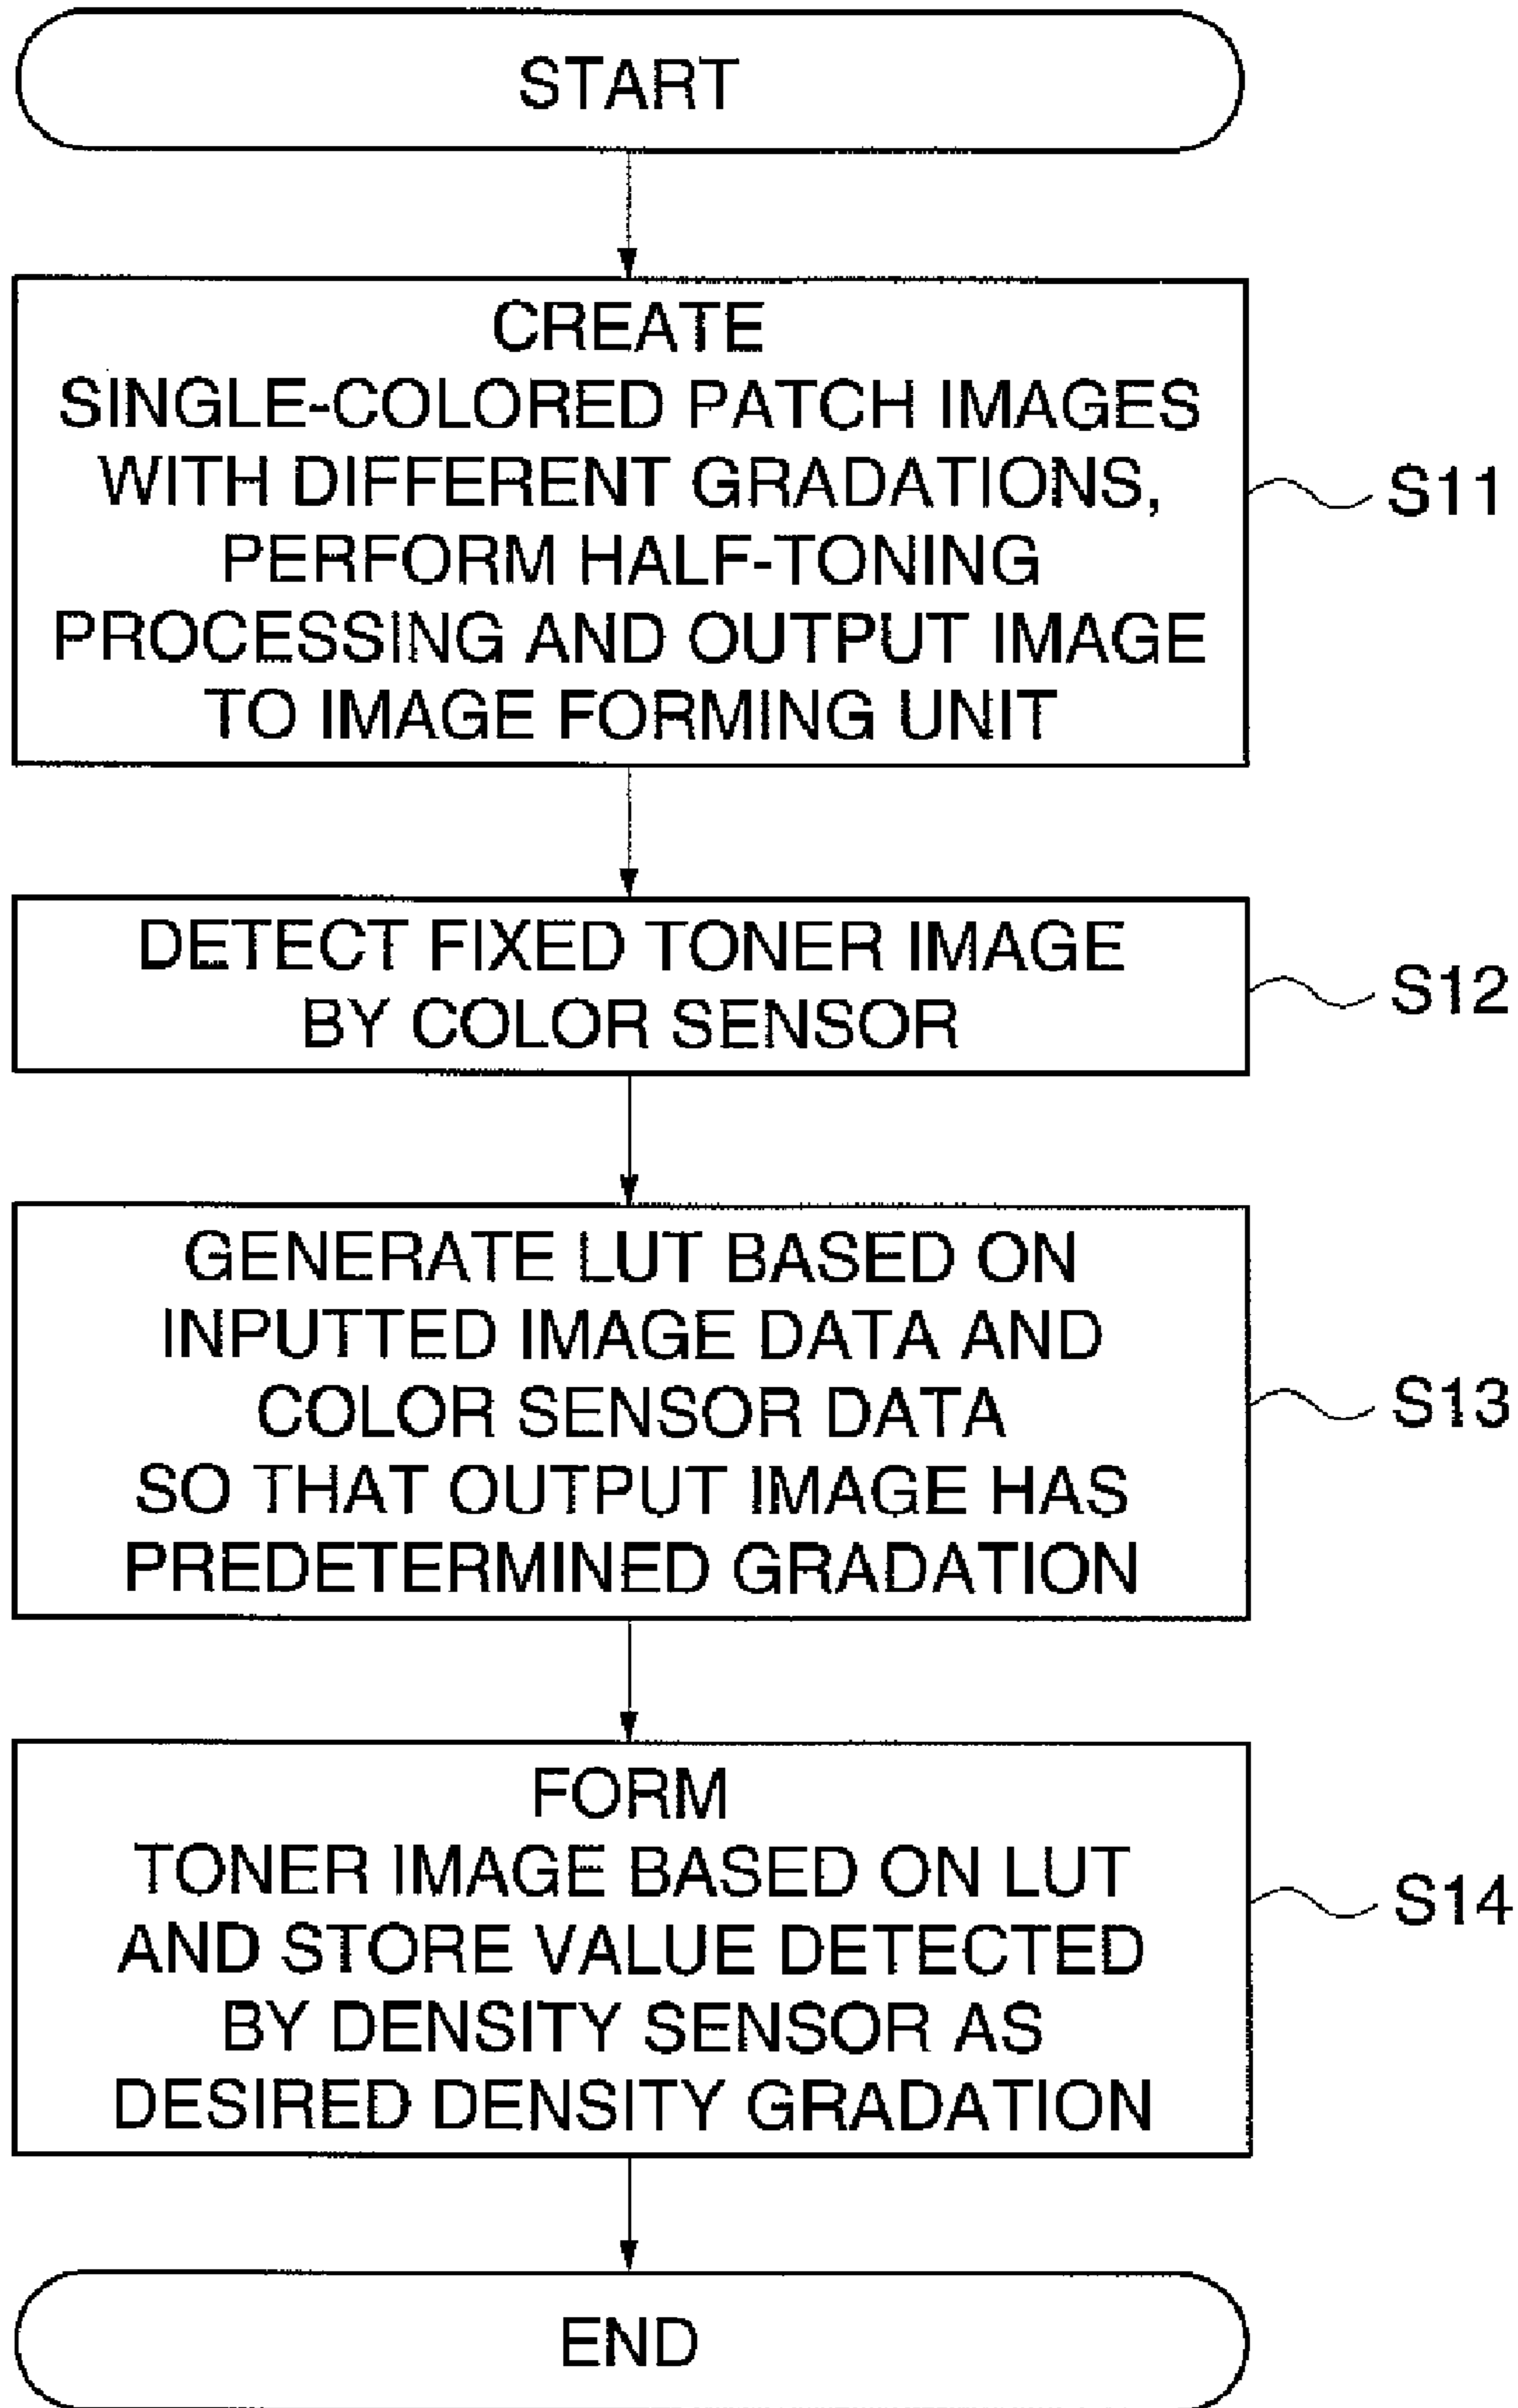 START
CREATE
SINGLE-COLORED PATCH IMAGES
WITH DIFFERENT GRADATIONS,
PERFORM HALF-TONING
PROCESSING AND OUTPUT IMAGE
TO IMAGE FORMING UNIT
S11
DETECT FIXED TONER IMAGE
BY COLOR SENSOR
S12
GENERATE LUT BASED ON
INPUTTED IMAGE DATA AND
COLOR SENSOR DATA
SO THAT OUTPUT IMAGE HAS
PREDETERMINED GRADATION
S13
FORM
TONER IMAGE BASED ON LUT
AND STORE VALUE DETECTED
BY DENSITY SENSOR AS
DESIRED DENSITY GRADATION
S14
END